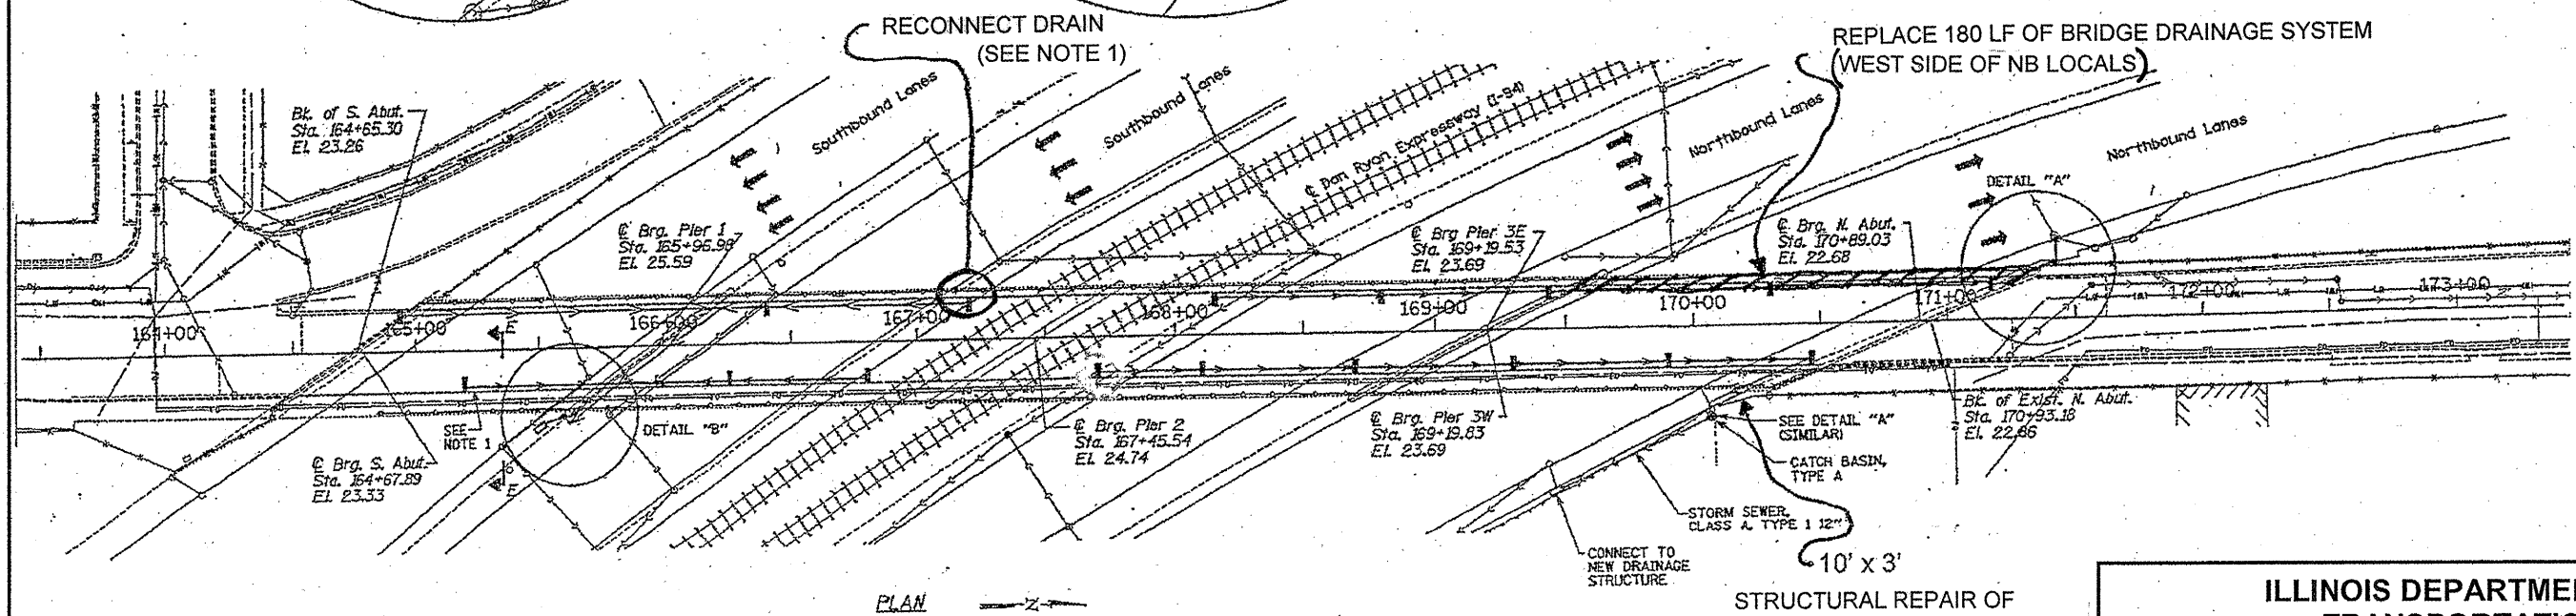 RECONNECT DRAIN
(SEE NOTE 1)
REPLACE 180 LF OF BRIDGE DRAINAGE SYSTEM
(WEST SIDE OF NB LOCALS)
Bk. of S. Abut.
Sta. 164+65.30
El. 23.26
Southbound Lanes
Southbound Lanes
℄ Dan Ryan Expressway (I-94)
Northbound Lanes
Northbound Lanes
DETAIL "A"
℄ Brg. Pier 1
Sta. 165+96.98
El. 25.59
℄ Brg Pier 3E
Sta. 169+19.53
El. 23.69
℄ Brg. N. Abut.
Sta. 170+89.03
El. 22.68
164+00
165+00
166+00
167+00
168+00
169+00
170+00
171+00
172+00
173+00
E
SEE
NOTE 1
DETAIL "B"
E
℄ Brg. S. Abut.
Sta. 164+67.89
El. 23.33
℄ Brg. Pier 2
Sta. 167+45.54
El. 24.74
℄ Brg. Pier 3W
Sta. 169+19.83
El. 23.69
Bk. of Exist. N. Abut.
Sta. 170+93.18
El. 22.86
SEE DETAIL "A"
(SIMILAR)
CATCH BASIN,
TYPE A
STORM SEWER,
CLASS A, TYPE 1 12"
CONNECT TO
NEW DRAINAGE
STRUCTURE
10' x 3'
STRUCTURAL REPAIR OF
PLAN
N
ILLINOIS DEPARTME